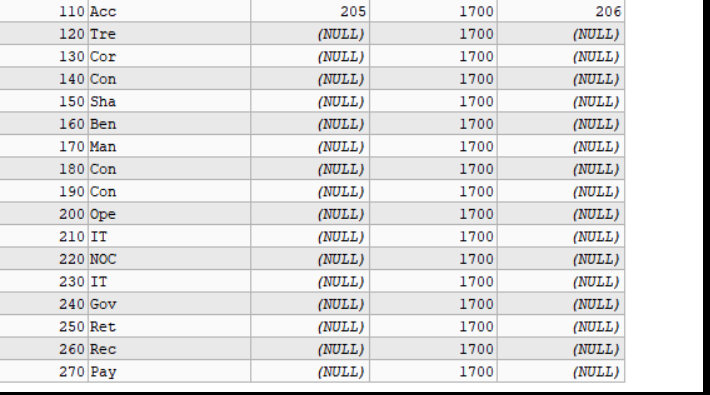 110 Acc 205 1700 206
120 Tre (NULL) 1700 (NULL)
130 Cor (NULL) 1700 (NULL)
140 Con (NULL) 1700 (NULL)
150 Sha (NULL) 1700 (NULL)
160 Ben (NULL) 1700 (NULL)
170 Man (NULL) 1700 (NULL)
180 Con (NULL) 1700 (NULL)
190 Con (NULL) 1700 (NULL)
200 Ope (NULL) 1700 (NULL)
210 IT (NULL) 1700 (NULL)
220 NOC (NULL) 1700 (NULL)
230 IT (NULL) 1700 (NULL)
240 Gov (NULL) 1700 (NULL)
250 Ret (NULL) 1700 (NULL)
260 Rec (NULL) 1700 (NULL)
270 Pay (NULL) 1700 (NULL)